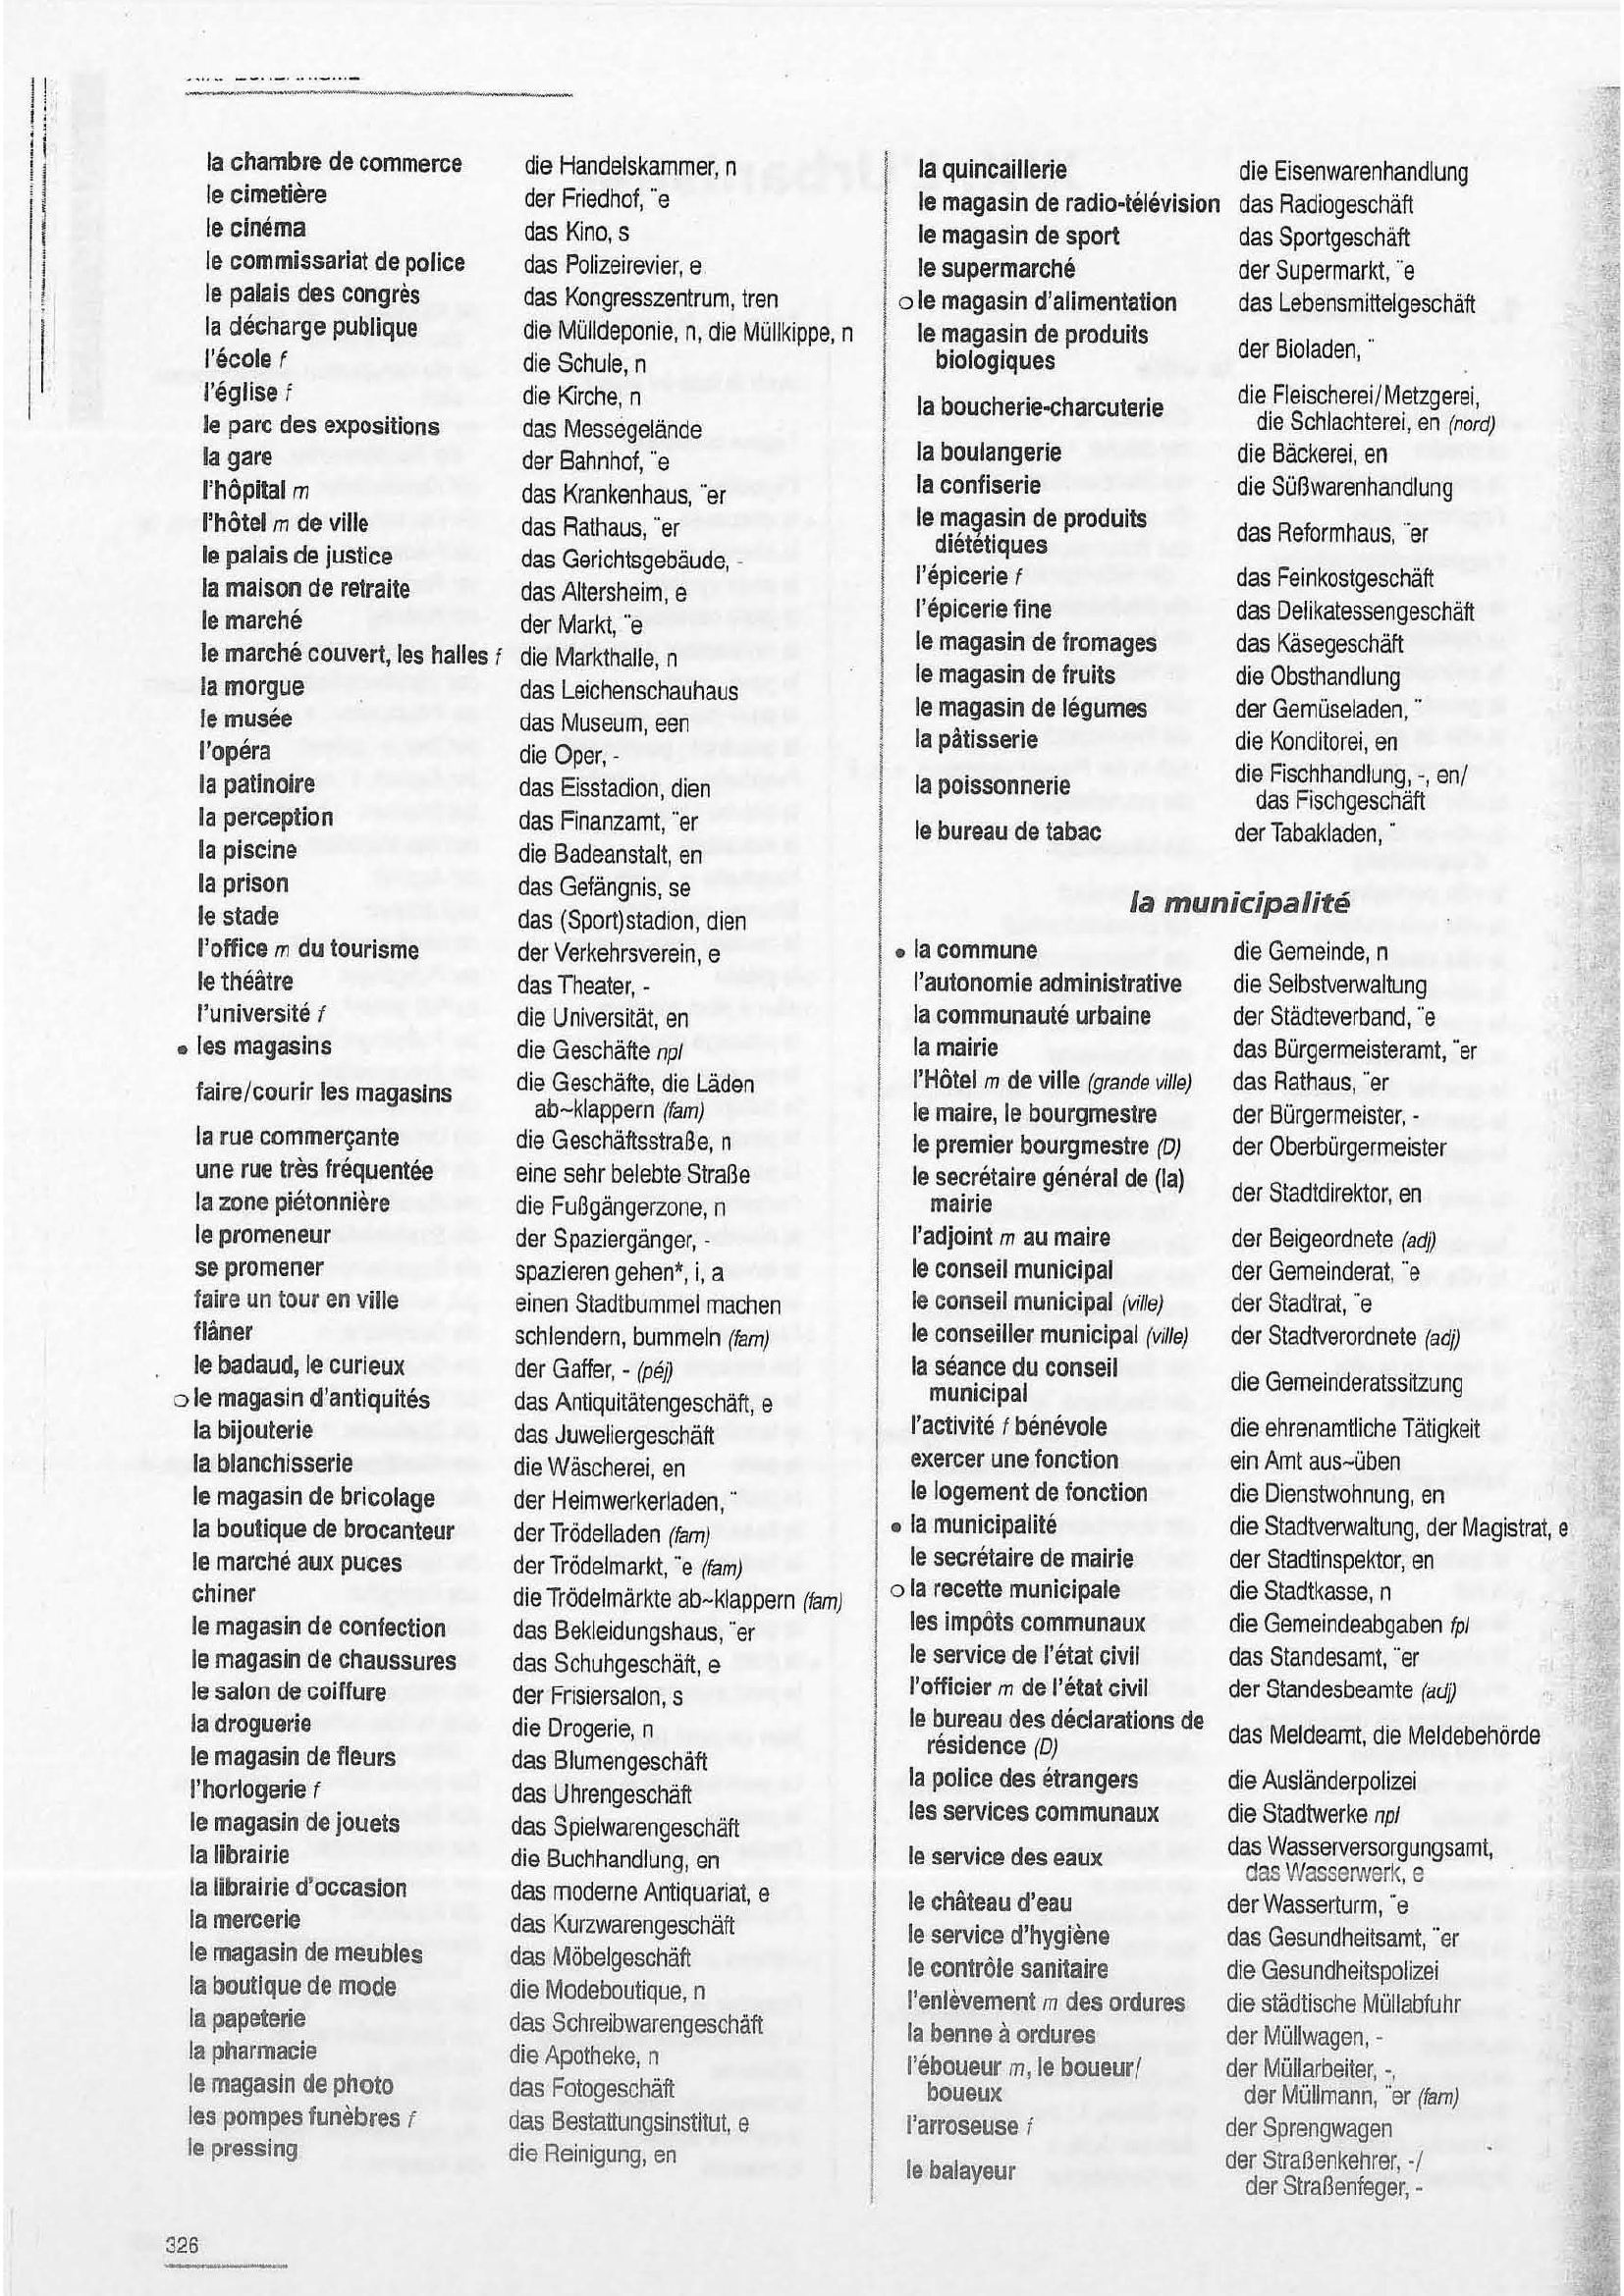 la chambre de commerce die Handelskammer, n
le cimetière der Friedhof, ¨e
le cinéma das Kino, s
le commissariat de police das Polizeirevier, e
le palais des congrès das Kongresszentrum, tren
la décharge publique die Mülldeponie, n, die Müllkippe, n
l'école f die Schule, n
l'église f die Kirche, n
le parc des expositions das Messegelände
la gare der Bahnhof, ¨e
l'hôpital m das Krankenhaus, ¨er
l'hôtel m de ville das Rathaus, ¨er
le palais de justice das Gerichtsgebäude, -
la maison de retraite das Altersheim, e
le marché der Markt, ¨e
le marché couvert, les halles f die Markthalle, n
la morgue das Leichenschauhaus
le musée das Museum, een
l'opéra die Oper, -
la patinoire das Eisstadion, dien
la perception das Finanzamt, ¨er
la piscine die Badeanstalt, en
la prison das Gefängnis, se
le stade das (Sport)stadion, dien
l'office m du tourisme der Verkehrsverein, e
le théâtre das Theater, -
l'université f die Universität, en
• les magasins die Geschäfte npl
faire/courir les magasins die Geschäfte, die Läden
ab~klappern (fam)
la rue commerçante die Geschäftsstraße, n
une rue très fréquentée eine sehr belebte Straße
la zone piétonnière die Fußgängerzone, n
le promeneur der Spaziergänger, -
se promener spazieren gehen*, i, a
faire un tour en ville einen Stadtbummel machen
flâner schlendern, bummeln (fam)
le badaud, le curieux der Gaffer, - (péj)
o le magasin d'antiquités das Antiquitätengeschäft, e
la bijouterie das Juweliergeschäft
la blanchisserie die Wäscherei, en
le magasin de bricolage der Heimwerkerladen, ¨
la boutique de brocanteur der Trödelladen (fam)
le marché aux puces der Trödelmarkt, ¨e (fam)
chiner die Trödelmärkte ab~klappern (fam)
le magasin de confection das Bekleidungshaus, ¨er
le magasin de chaussures das Schuhgeschäft, e
le salon de coiffure der Frisiersalon, s
la droguerie die Drogerie, n
le magasin de fleurs das Blumengeschäft
l'horlogerie f das Uhrengeschäft
le magasin de jouets das Spielwarengeschäft
la librairie die Buchhandlung, en
la librairie d'occasion das moderne Antiquariat, e
la mercerie das Kurzwarengeschäft
le magasin de meubles das Möbelgeschäft
la boutique de mode die Modeboutique, n
la papeterie das Schreibwarengeschäft
la pharmacie die Apotheke, n
le magasin de photo das Fotogeschäft
les pompes funèbres f das Bestattungsinstitut, e
le pressing die Reinigung, en
la quincaillerie die Eisenwarenhandlung
le magasin de radio-télévision das Radiogeschäft
le magasin de sport das Sportgeschäft
le supermarché der Supermarkt, ¨e
o le magasin d'alimentation das Lebensmittelgeschäft
le magasin de produits
biologiques der Bioladen, ¨
la boucherie-charcuterie die Fleischerei/Metzgerei,
die Schlachterei, en (nord)
la boulangerie die Bäckerei, en
la confiserie die Süßwarenhandlung
le magasin de produits
diététiques das Reformhaus, ¨er
l'épicerie f das Feinkostgeschäft
l'épicerie fine das Delikatessengeschäft
le magasin de fromages das Käsegeschäft
le magasin de fruits die Obsthandlung
le magasin de légumes der Gemüseladen, ¨
la pâtisserie die Konditorei, en
la poissonnerie die Fischhandlung, -, en/
das Fischgeschäft
le bureau de tabac der Tabakladen, ¨
la municipalité
• la commune die Gemeinde, n
l'autonomie administrative die Selbstverwaltung
la communauté urbaine der Städteverband, ¨e
la mairie das Bürgermeisteramt, ¨er
l'Hôtel m de ville (grande ville) das Rathaus, ¨er
le maire, le bourgmestre der Bürgermeister, -
le premier bourgmestre (D) der Oberbürgermeister
le secrétaire général de (la)
mairie der Stadtdirektor, en
l'adjoint m au maire der Beigeordnete (adj)
le conseil municipal der Gemeinderat, ¨e
le conseil municipal (ville) der Stadtrat, ¨e
le conseiller municipal (ville) der Stadtverordnete (adj)
la séance du conseil
municipal die Gemeinderatssitzung
l'activité f bénévole die ehrenamtliche Tätigkeit
exercer une fonction ein Amt aus~üben
le logement de fonction die Dienstwohnung, en
• la municipalité die Stadtverwaltung, der Magistrat, e
le secrétaire de mairie der Stadtinspektor, en
o la recette municipale die Stadtkasse, n
les impôts communaux die Gemeindeabgaben fpl
le service de l'état civil das Standesamt, ¨er
l'officier m de l'état civil der Standesbeamte (adj)
le bureau des déclarations de
résidence (D) das Meldeamt, die Meldebehörde
la police des étrangers die Ausländerpolizei
les services communaux die Stadtwerke npl
le service des eaux das Wasserversorgungsamt,
das Wasserwerk, e
le château d'eau der Wasserturm, ¨e
le service d'hygiène das Gesundheitsamt, ¨er
le contrôle sanitaire die Gesundheitspolizei
l'enlèvement m des ordures die städtische Müllabfuhr
la benne à ordures der Müllwagen, -
l'éboueur m, le boueur/
boueux der Müllarbeiter, -,
der Müllmann, ¨er (fam)
l'arroseuse f der Sprengwagen
le balayeur der Straßenkehrer, -/
der Straßenfeger, -
326